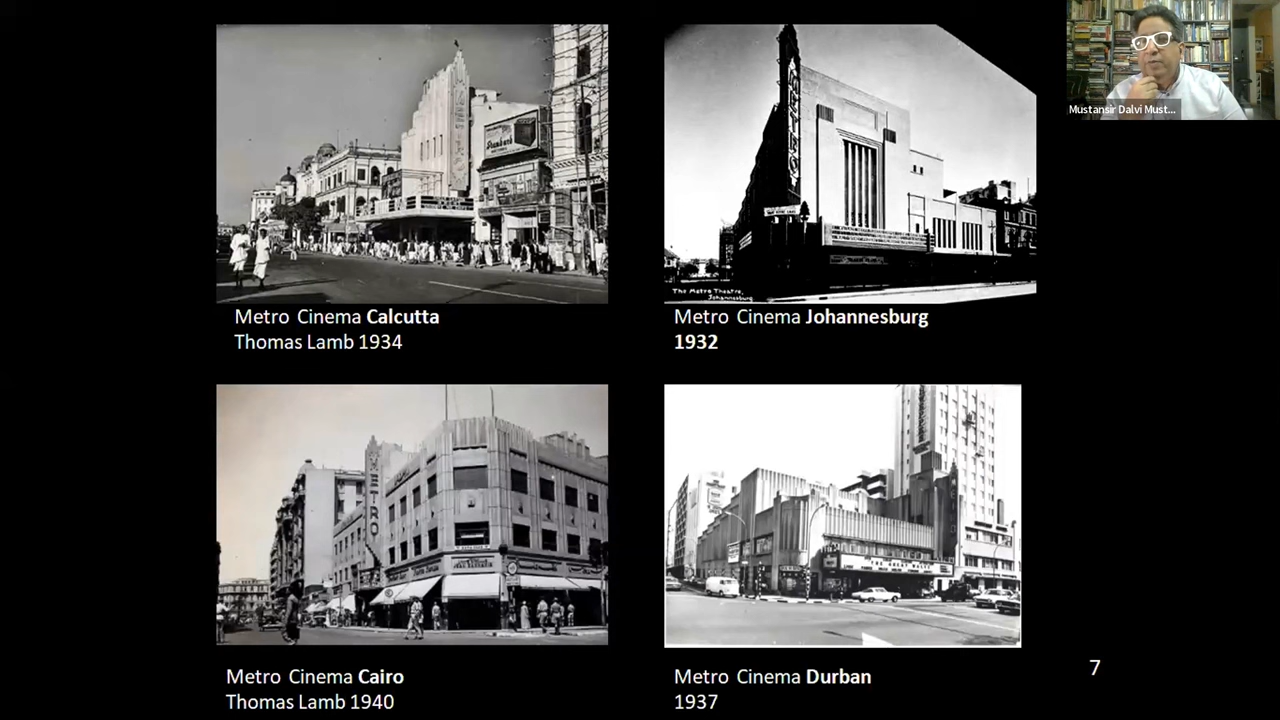 METRO
METRO
The Metro Theatre,
Johannesburg
Mustansir Dalvi Must...
Metro Cinema Calcutta
Thomas Lamb 1934
Metro Cinema Johannesburg
1932
METRO
Metro Cinema Cairo
Thomas Lamb 1940
Metro Cinema Durban
1937
7